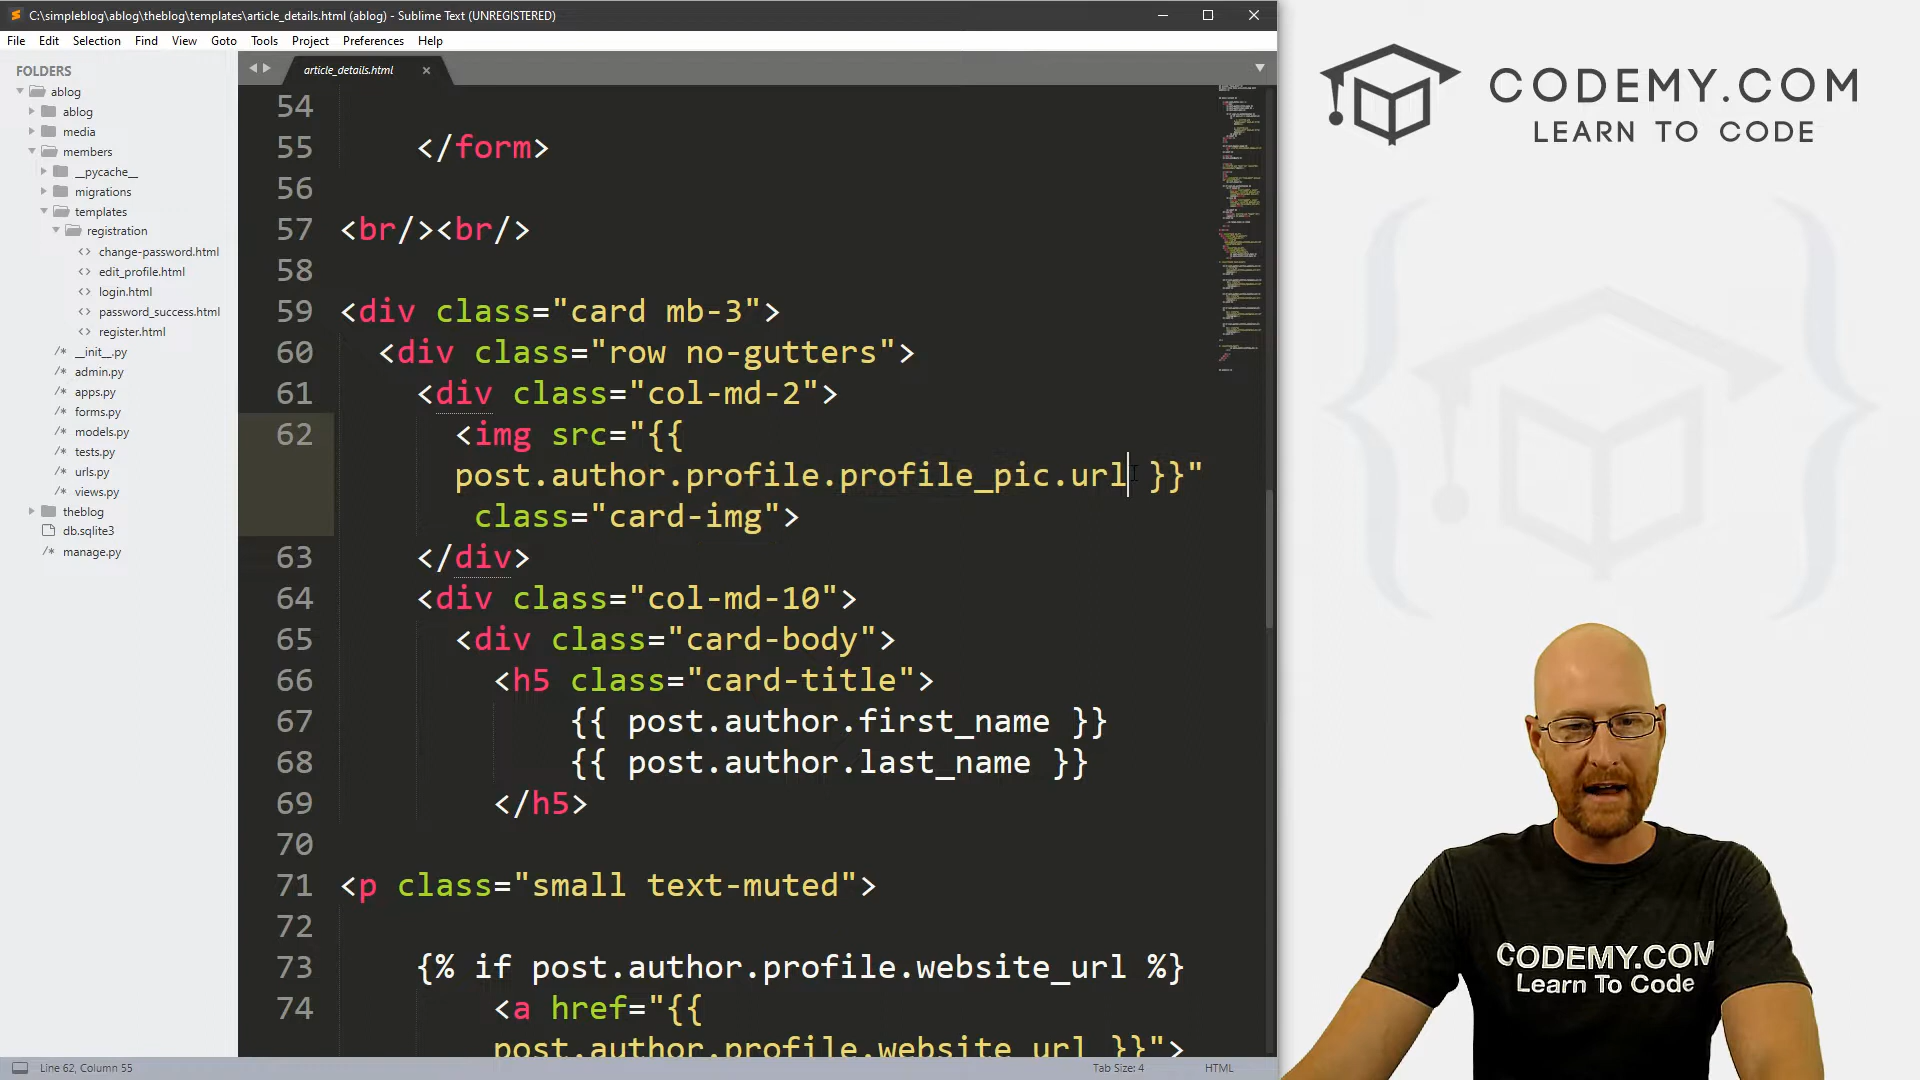 C:\simpleblog\ablog\theblog\templates\article_details.html (ablog) - Sublime Text (UNREGISTERED)
File Edit Selection Find View Goto Tools Project Preferences Help
FOLDERS
ablog
ablog
media
members
__pycache__
migrations
templates
registration
change-password.html
edit_profile.html
login.html
password_success.html
register.html
__init__.py
admin.py
apps.py
forms.py
models.py
tests.py
urls.py
views.py
theblog
db.sqlite3
manage.py
article_details.html
54
55 </form>
56
57 <br/><br/>
58
59 <div class="card mb-3">
60 <div class="row no-gutters">
61 <div class="col-md-2">
62 <img src="{{
post.author.profile.profile_pic.url }}"
class="card-img">
63 </div>
64 <div class="col-md-10">
65 <div class="card-body">
66 <h5 class="card-title">
67 {{ post.author.first_name }}
68 {{ post.author.last_name }}
69 </h5>
70
71 <p class="small text-muted">
72
73 {% if post.author.profile.website_url %}
74 <a href="{{
post.author.profile.website_url }}">
Line 62, Column 55
Tab Size: 4
HTML
CODEMY.COM
LEARN TO CODE
CODEMY.COM
Learn To Code